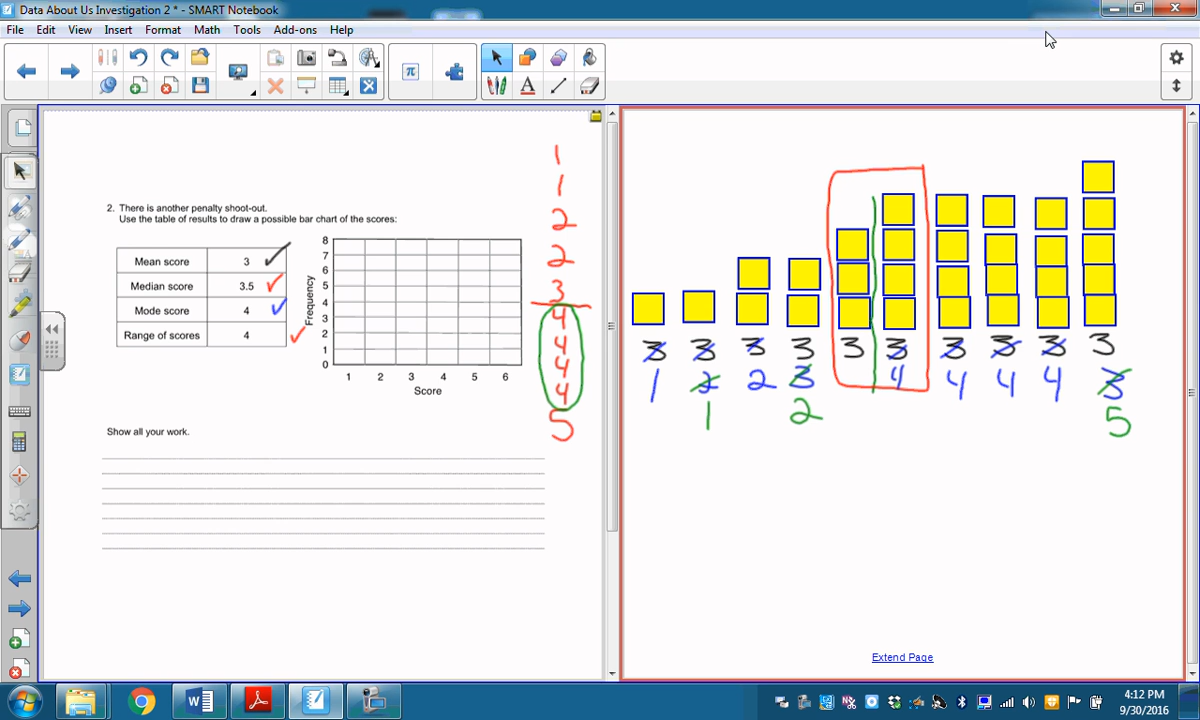 Data About Us Investigation 2 * - SMART Notebook
File Edit View Insert Format Math Tools Add-ons Help
π
A
2. There is another penalty shoot-out.
Use the table of results to draw a possible bar chart of the scores:
Mean score 3
Median score 3.5
Mode score 4
Range of scores 4
Frequency
8
7
6
5
4
3
2
1
0
1 2 3 4 5 6
Score
Show all your work.
1
1
2
2
3
4
4
4
4
5
3 3 3 3 3 3 3 3 3 3
1 2 2 3 4 4 4 4 3
1 2 5
Extend Page
4:12 PM
9/30/2016